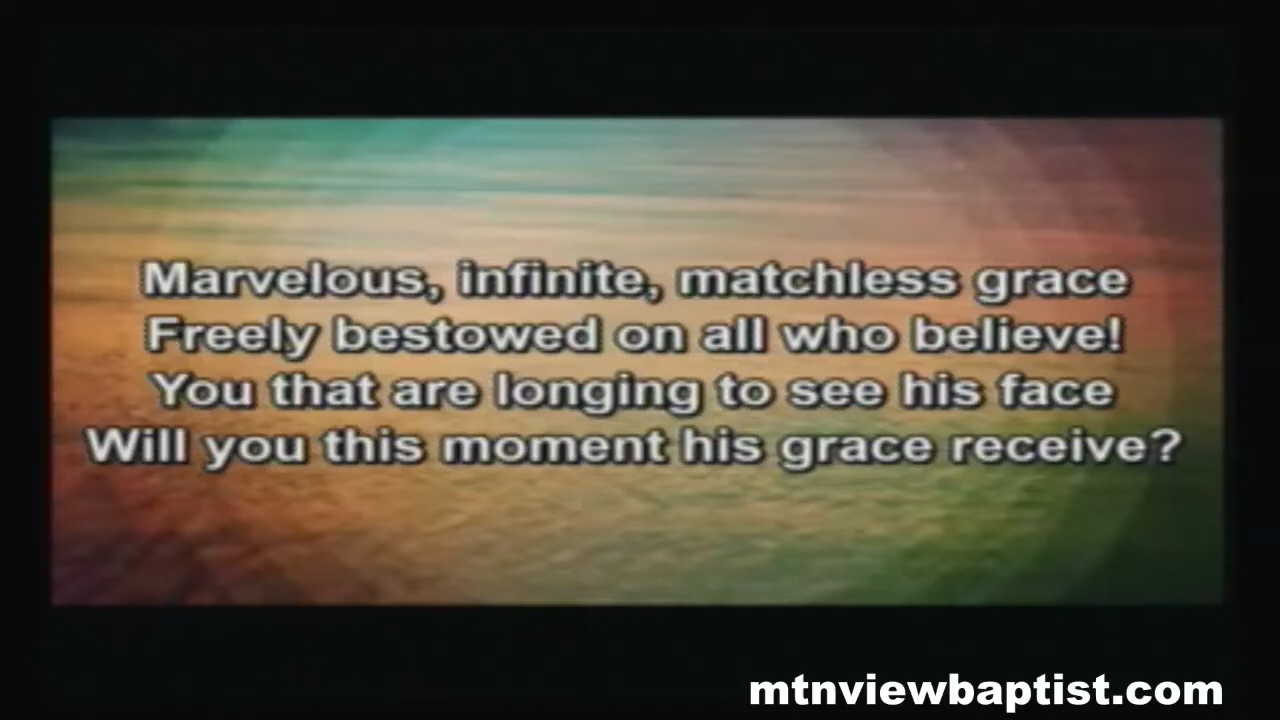 Marvelous, infinite, matchless grace
Freely bestowed on all who believe!
You that are longing to see his face
Will you this moment his grace receive?
mtnviewbaptist.com